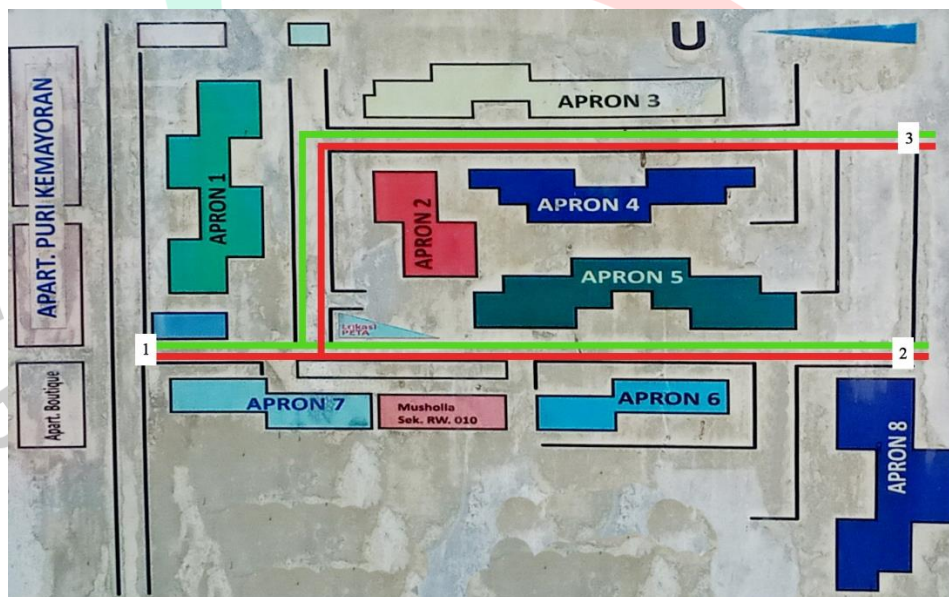 U
APRON 3
3
APART. PURI KEMAYORAN
APRON 1
APRON 2
APRON 4
APRON 5
Lokasi
PETA
1
2
Apart. Boutique
APRON 7
Musholla
Sek. RW. 010
APRON 6
APRON 8